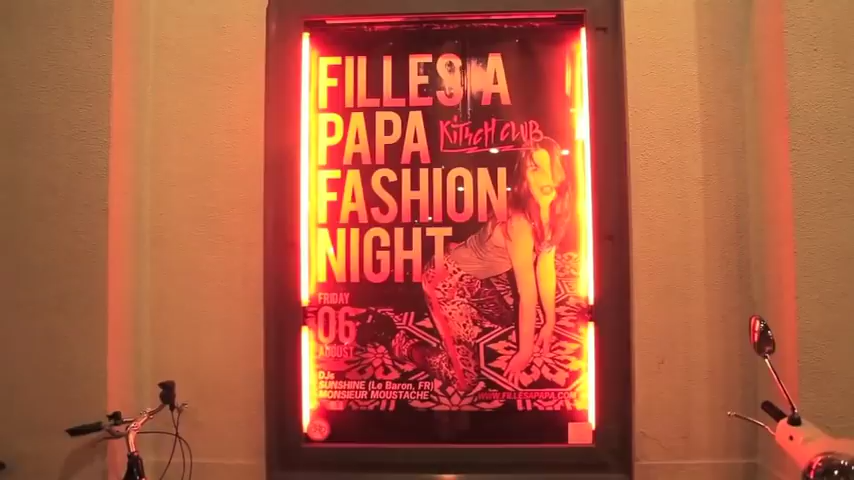 FILLES A
PAPA
KitscH CLUB
FASHION
NIGHT
FRIDAY
06
AUGUST
DJs
SUNSHINE (Le Baron, FR)
MONSIEUR MOUSTACHE
WWW.FILLESAPAPA.COM